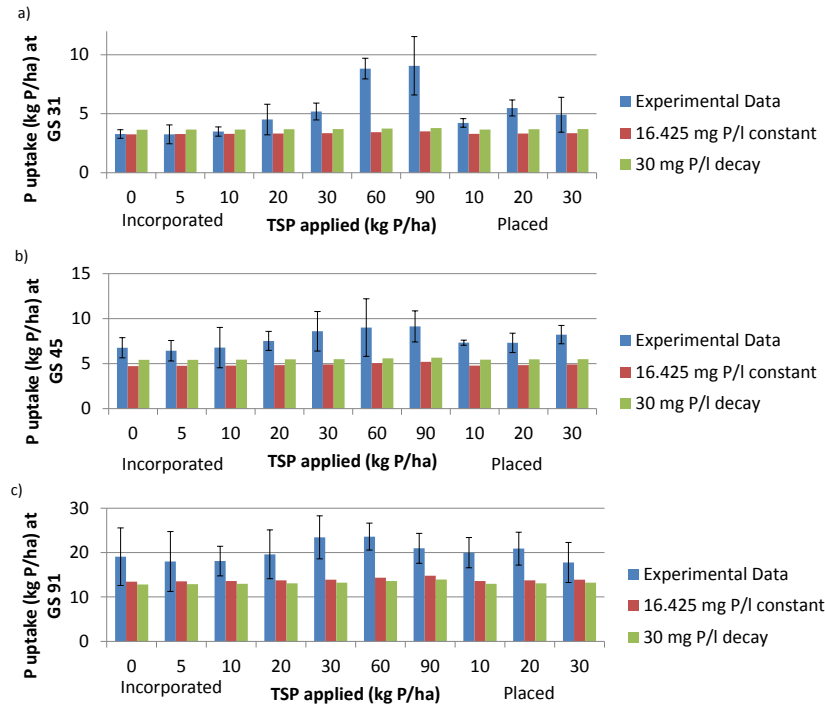 a)
P uptake (kg P/ha) at
GS 31
10
5
0
0 5 10 20 30 60 90 10 20 30
Incorporated TSP applied (kg P/ha) Placed
Experimental Data
16.425 mg P/l constant
30 mg P/l decay
b)
P uptake (kg P/ha) at
GS 45
15
10
5
0
0 5 10 20 30 60 90 10 20 30
Incorporated TSP applied (kg P/ha) Placed
Experimental Data
16.425 mg P/l constant
30 mg P/l decay
c)
P uptake (kg P/ha) at
GS 91
30
20
10
0
0 5 10 20 30 60 90 10 20 30
Incorporated TSP applied (kg P/ha) Placed
Experimental Data
16.425 mg P/l constant
30 mg P/l decay